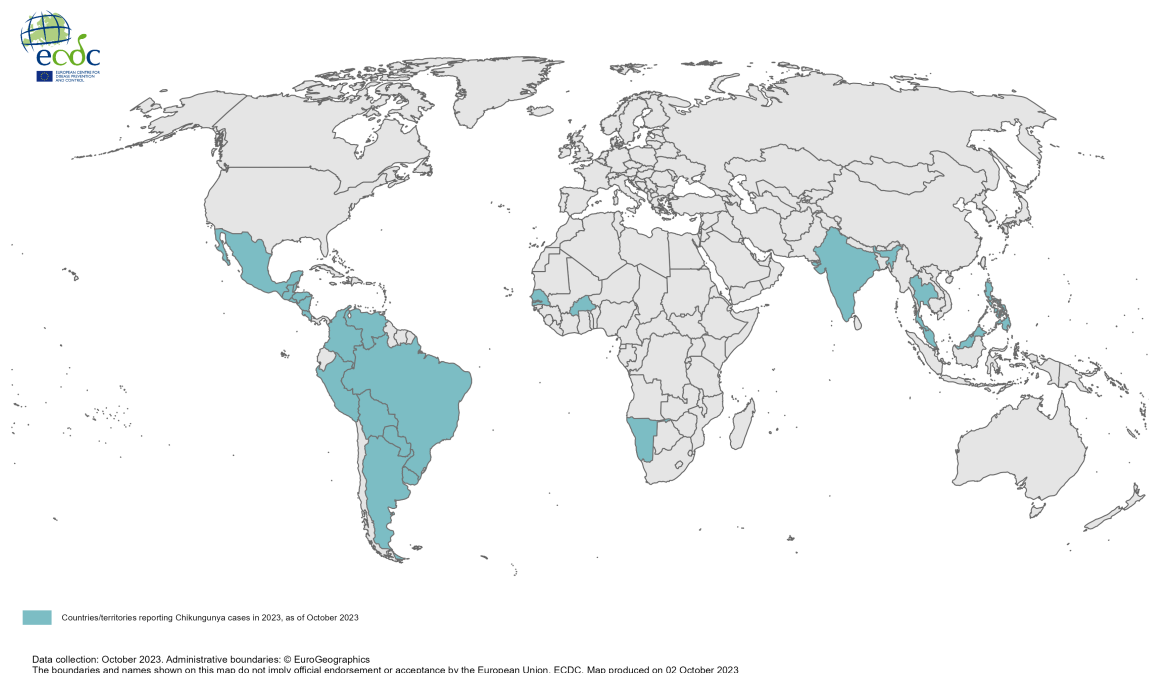 ecdc
EUROPEAN CENTRE FOR
DISEASE PREVENTION
AND CONTROL
Countries/territories reporting Chikungunya cases in 2023, as of October 2023
Data collection: October 2023. Administrative boundaries: © EuroGeographics
The boundaries and names shown on this map do not imply official endorsement or acceptance by the European Union. ECDC. Map produced on 02 October 2023